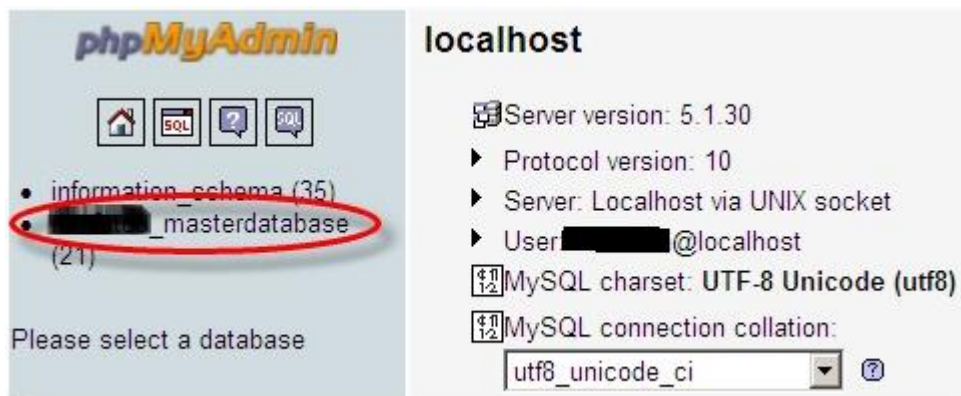 phpMyAdmin
SQL
?
SQL
information_schema (35)
_masterdatabase
(21)
Please select a database
localhost
Server version: 5.1.30
Protocol version: 10
Server: Localhost via UNIX socket
User: @localhost
MySQL charset: UTF-8 Unicode (utf8)
MySQL connection collation:
utf8_unicode_ci
?